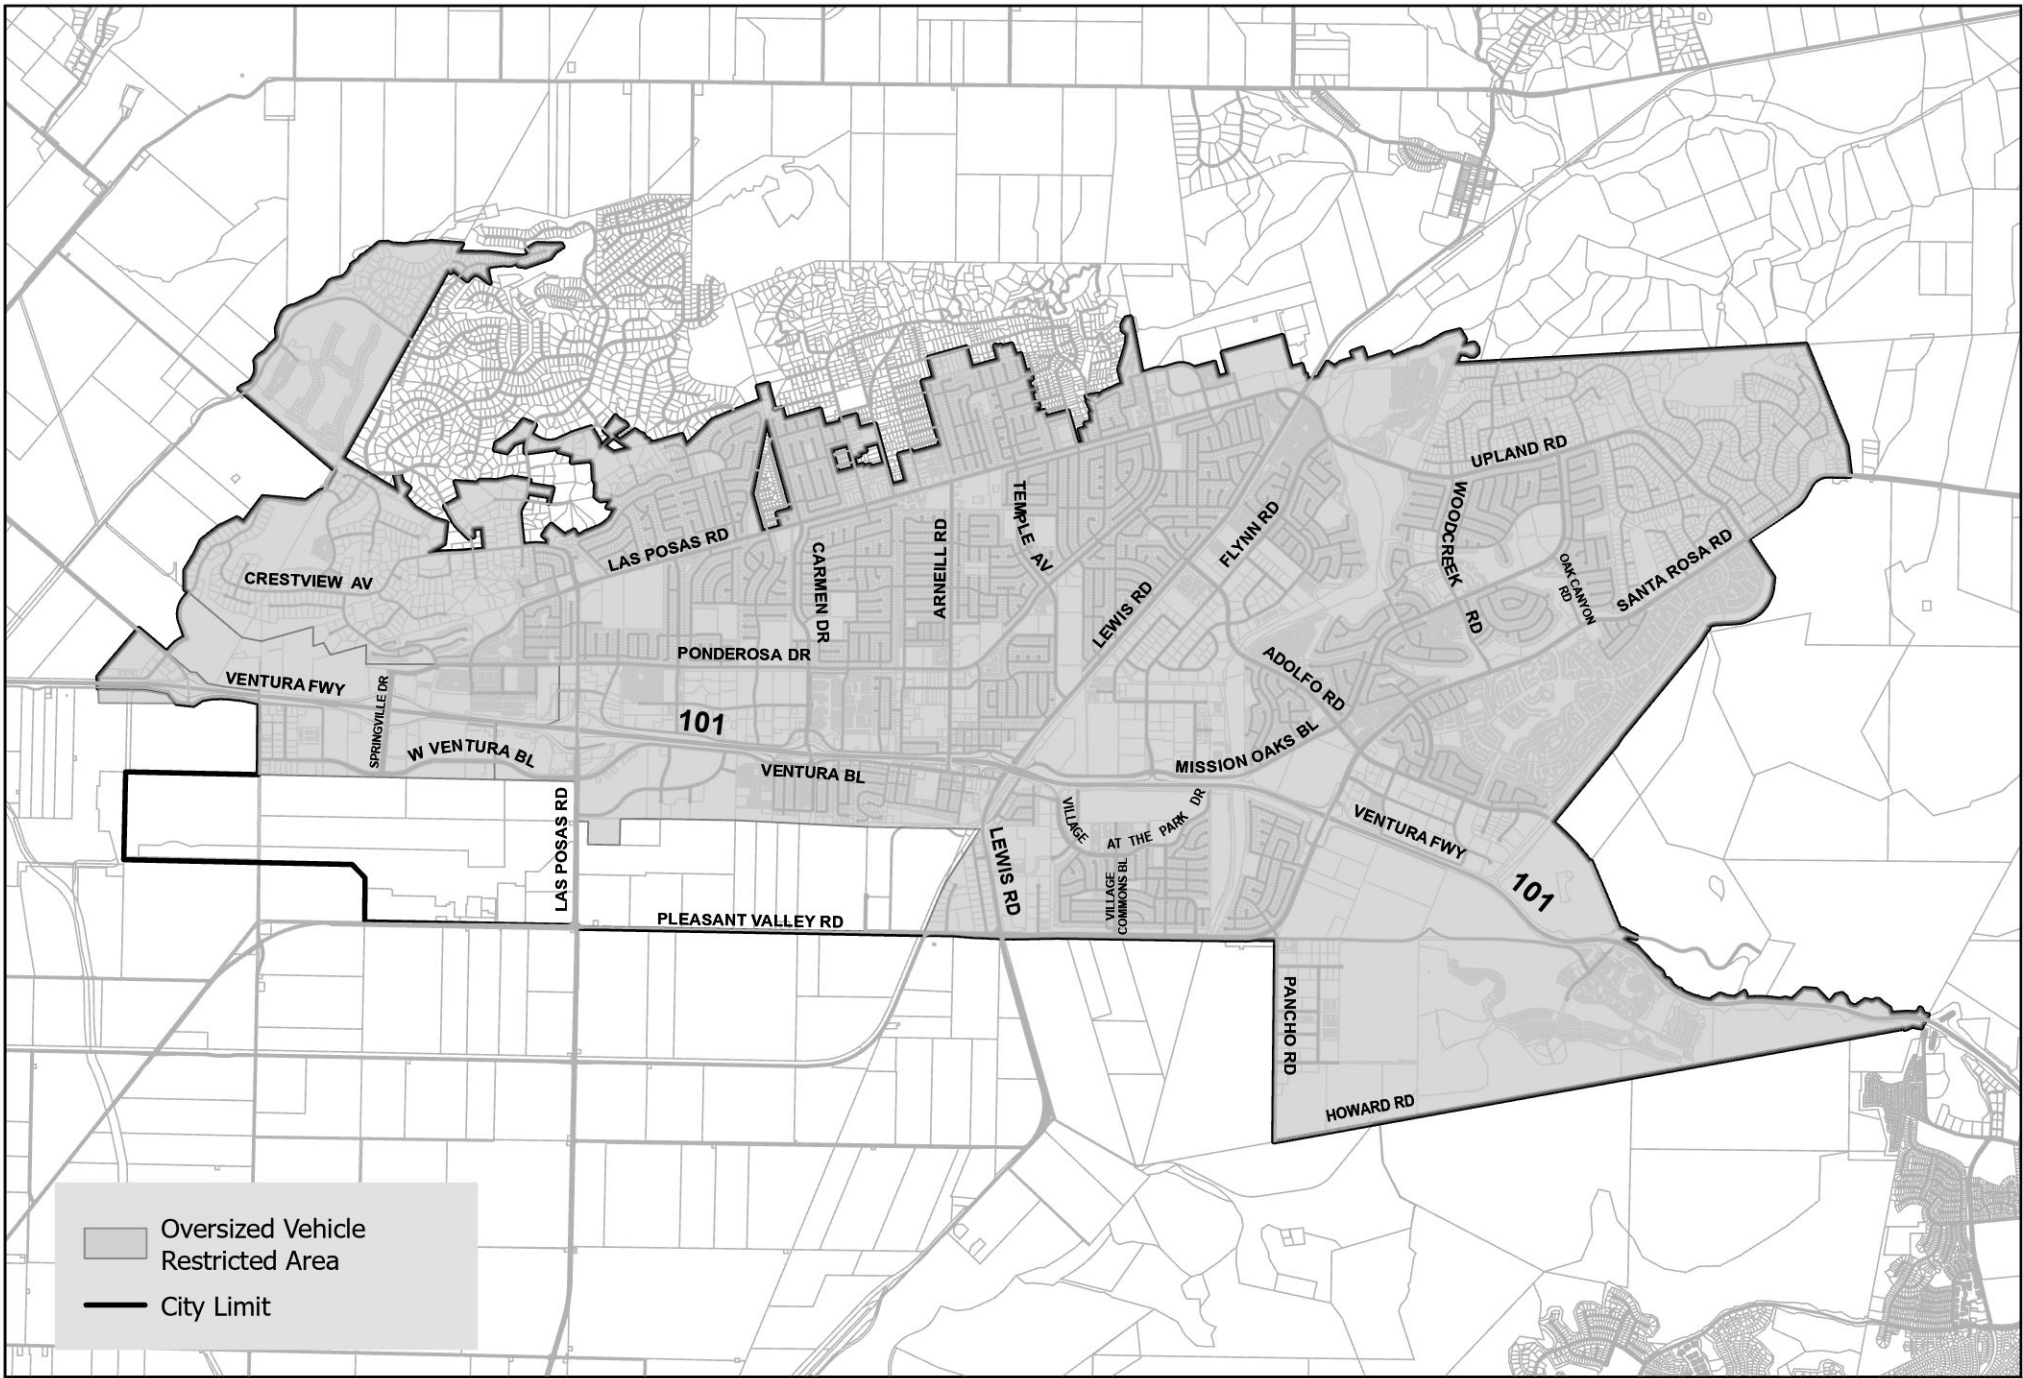 UPLAND RD
WOODCREEK
RD
TEMPLE AV
FLYNN RD
LAS POSAS RD
CARMEN DR
ARNEILL RD
OAK CANYON
RD
SANTA ROSA RD
CRESTVIEW AV
LEWIS RD
PONDEROSA DR
ADOLFO RD
VENTURA FWY
SPRINGVILLE DR
101
W VENTURA BL
MISSION OAKS BL
VENTURA BL
VILLAGE
AT THE PARK
DR
VENTURA FWY
LAS POSAS RD
LEWIS RD
VILLAGE
COMMONS BL
101
PLEASANT VALLEY RD
PANCHO RD
HOWARD RD
Oversized Vehicle
Restricted Area
City Limit